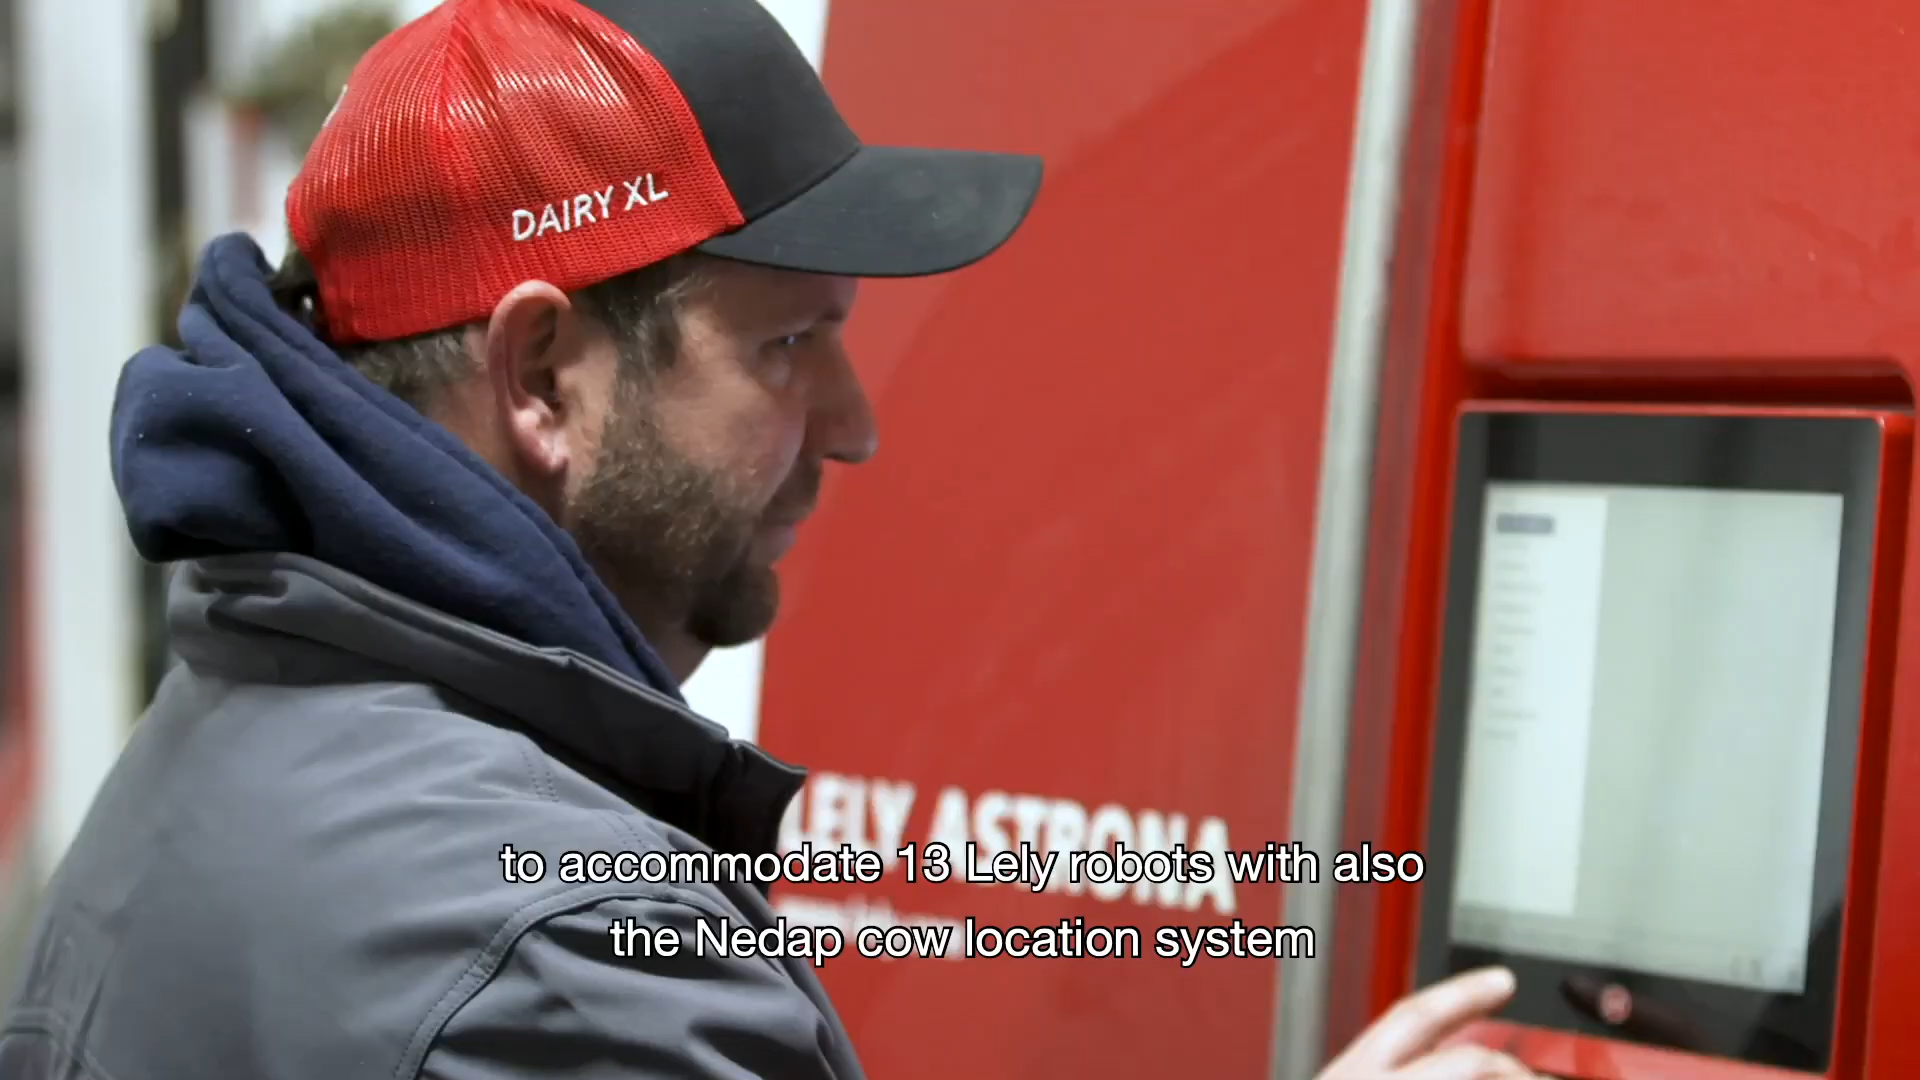 DAIRY XL
LELY ASTRONA
to accommodate 13 Lely robots with also
the Nedap cow location system